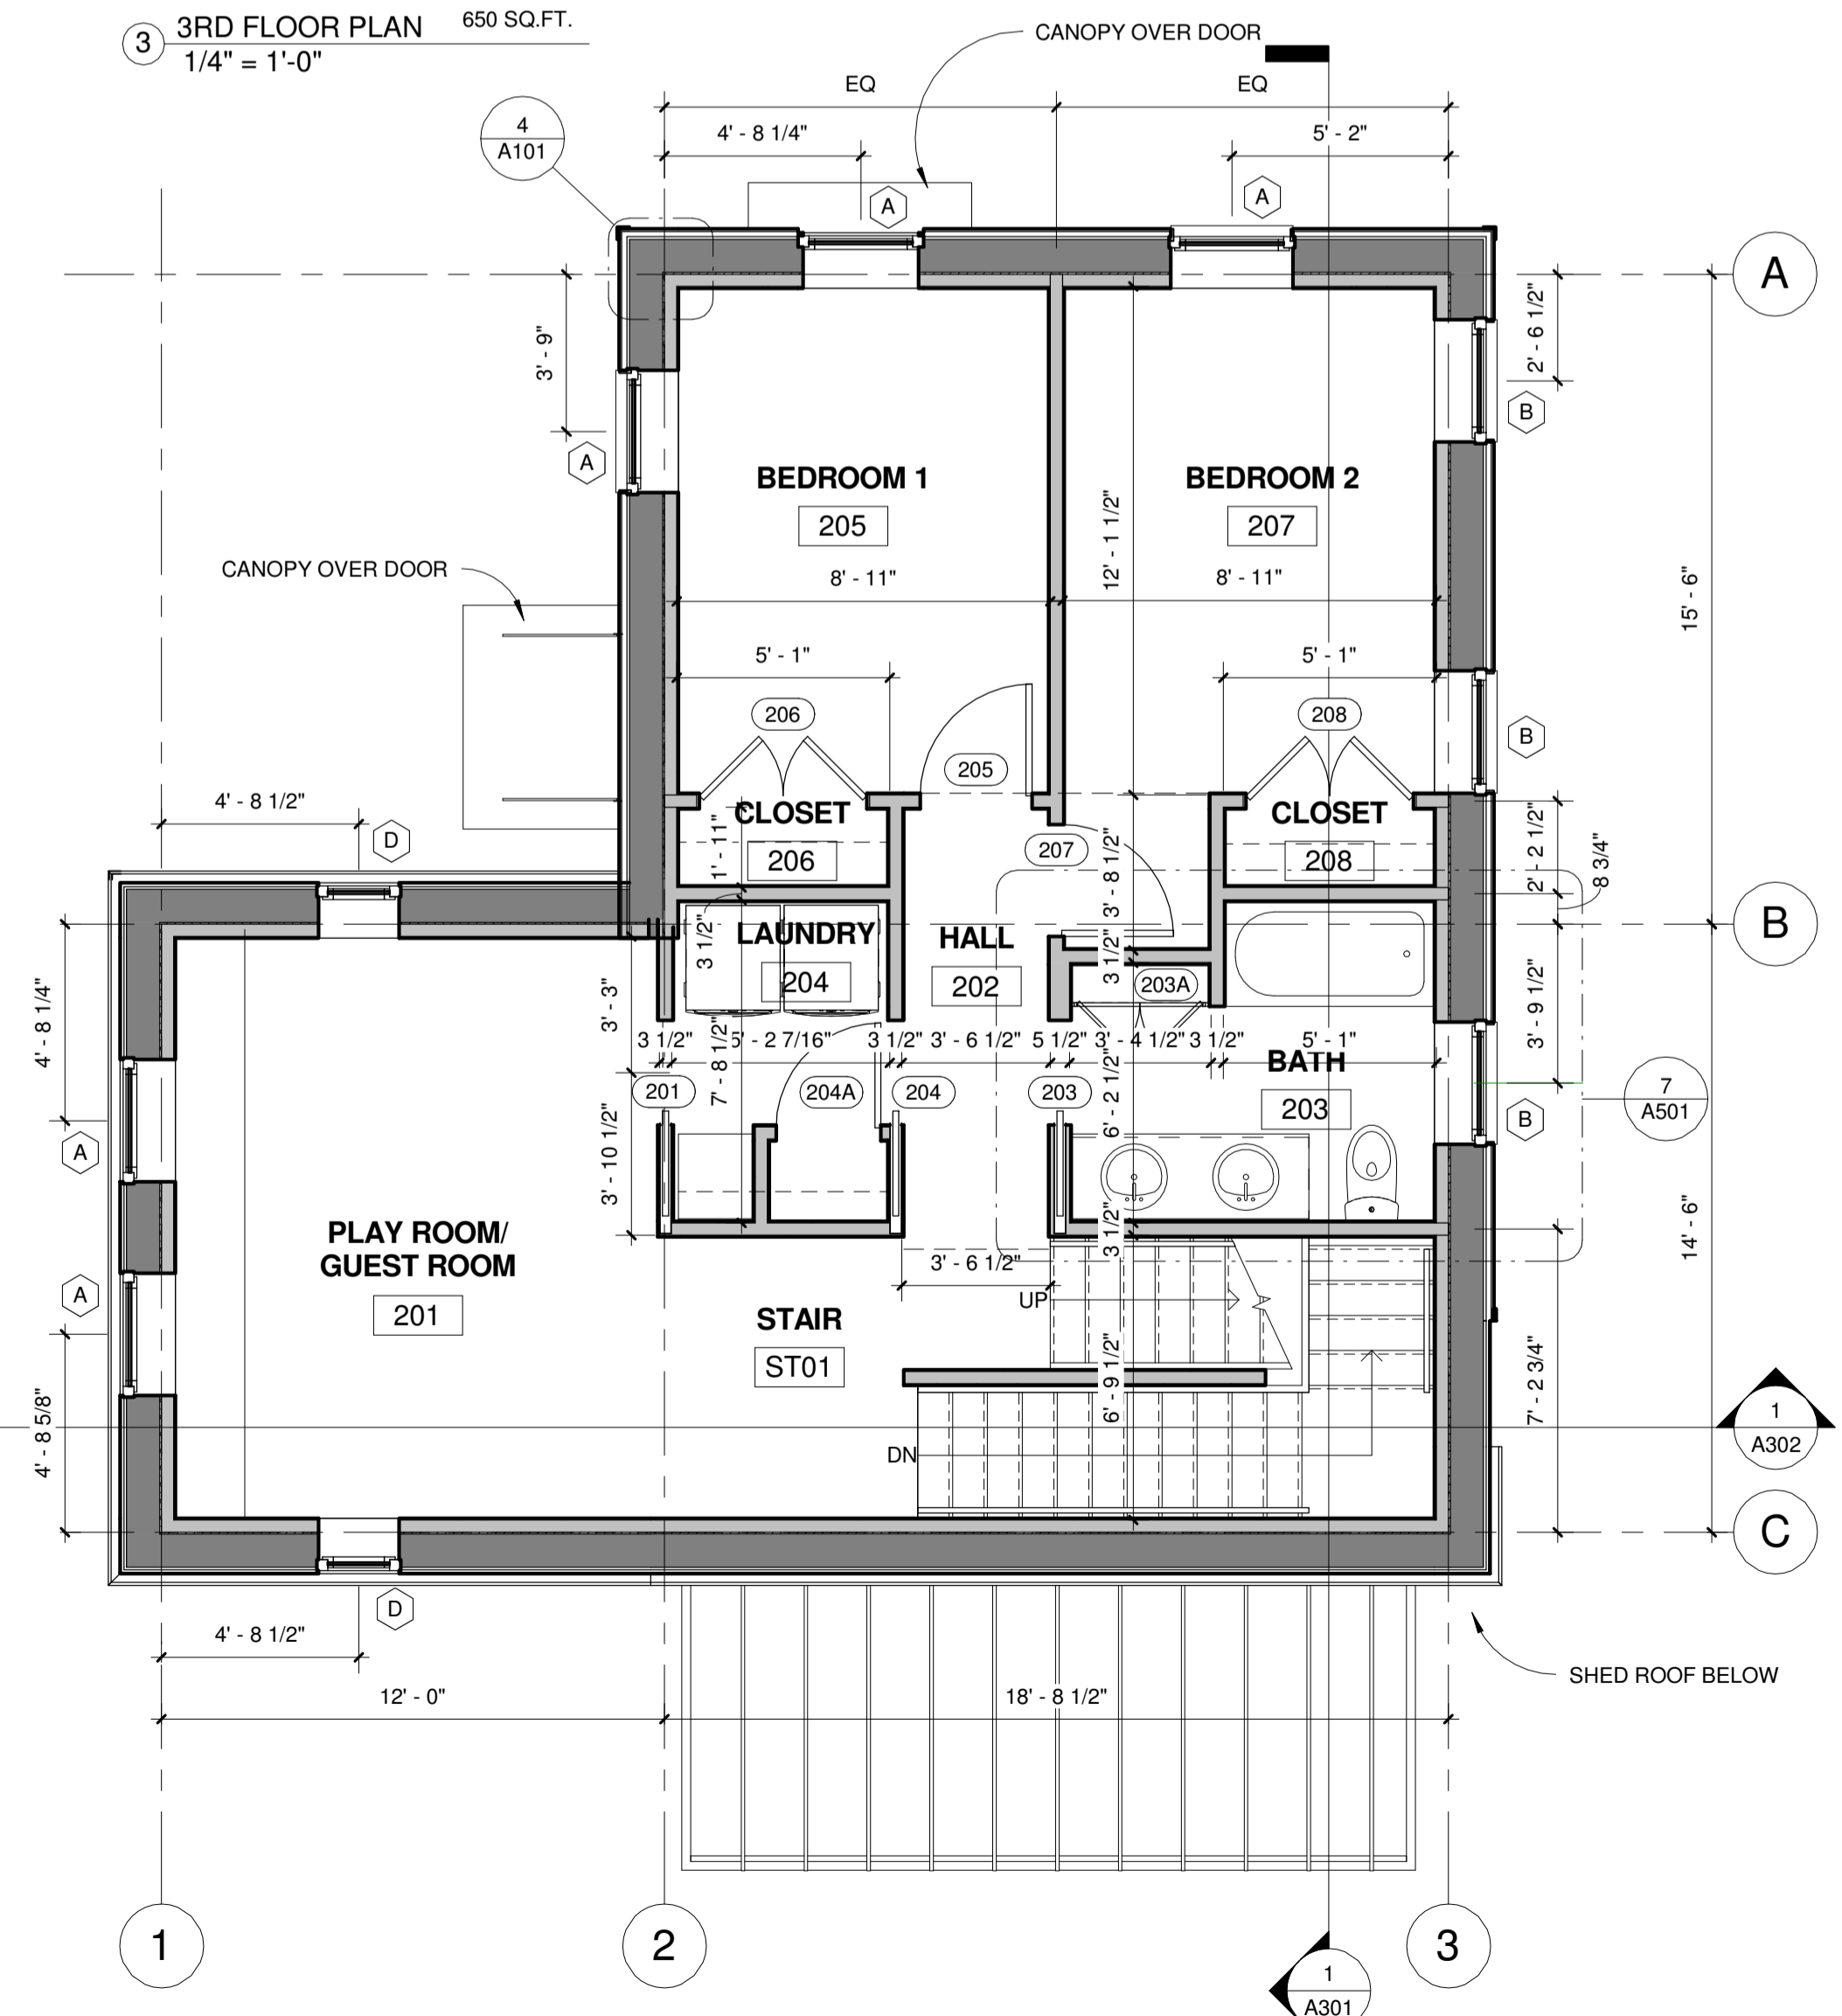 3 3RD FLOOR PLAN 650 SQ.FT.
1/4" = 1'-0"
CANOPY OVER DOOR
EQ EQ
4' - 8 1/4" 5' - 2"
4
A101
A A
A
3' - 9"
2' - 6 1/2"
B
A
BEDROOM 1 BEDROOM 2
205 207
12' - 1 1/2"
CANOPY OVER DOOR
8' - 11" 8' - 11"
15' - 6"
5' - 1" 5' - 1"
206 208
B
205
4' - 8 1/2"
CLOSET CLOSET
D
206 207 208
1' - 11"
3' - 8 1/2"
2' - 2 1/2"
8 3/4"
B
LAUNDRY HALL
204 202 203A
3 1/2"
3 1/2"
4' - 8 1/4"
3' - 3"
3' - 9 1/2"
3 1/2" 5' - 2 7/16" 3 1/2" 3' - 6 1/2" 5 1/2" 3' - 4 1/2" 3 1/2" 5' - 1"
BATH
201 204A 204 203
203
7' - 8 1/2"
6' - 2 1/2"
B
7
A501
3' - 10 1/2"
A
PLAY ROOM/
GUEST ROOM
201
A
3 1/2"
14' - 6"
3' - 6 1/2"
UP
STAIR
ST01
6' - 9 1/2"
7' - 2 3/4"
4' - 8 5/8"
DN
1
A302
C
D
4' - 8 1/2"
SHED ROOF BELOW
12' - 0" 18' - 8 1/2"
1 2 3
1
A301